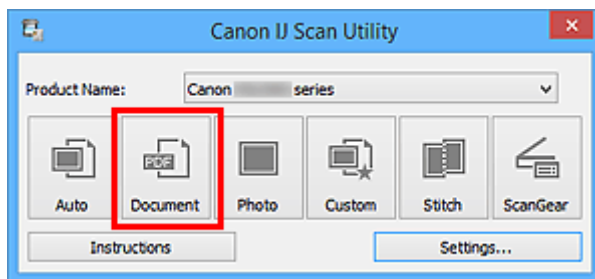 Canon IJ Scan Utility
Product Name: Canon series
PDF
Auto Document Photo Custom Stitch ScanGear
Instructions Settings...